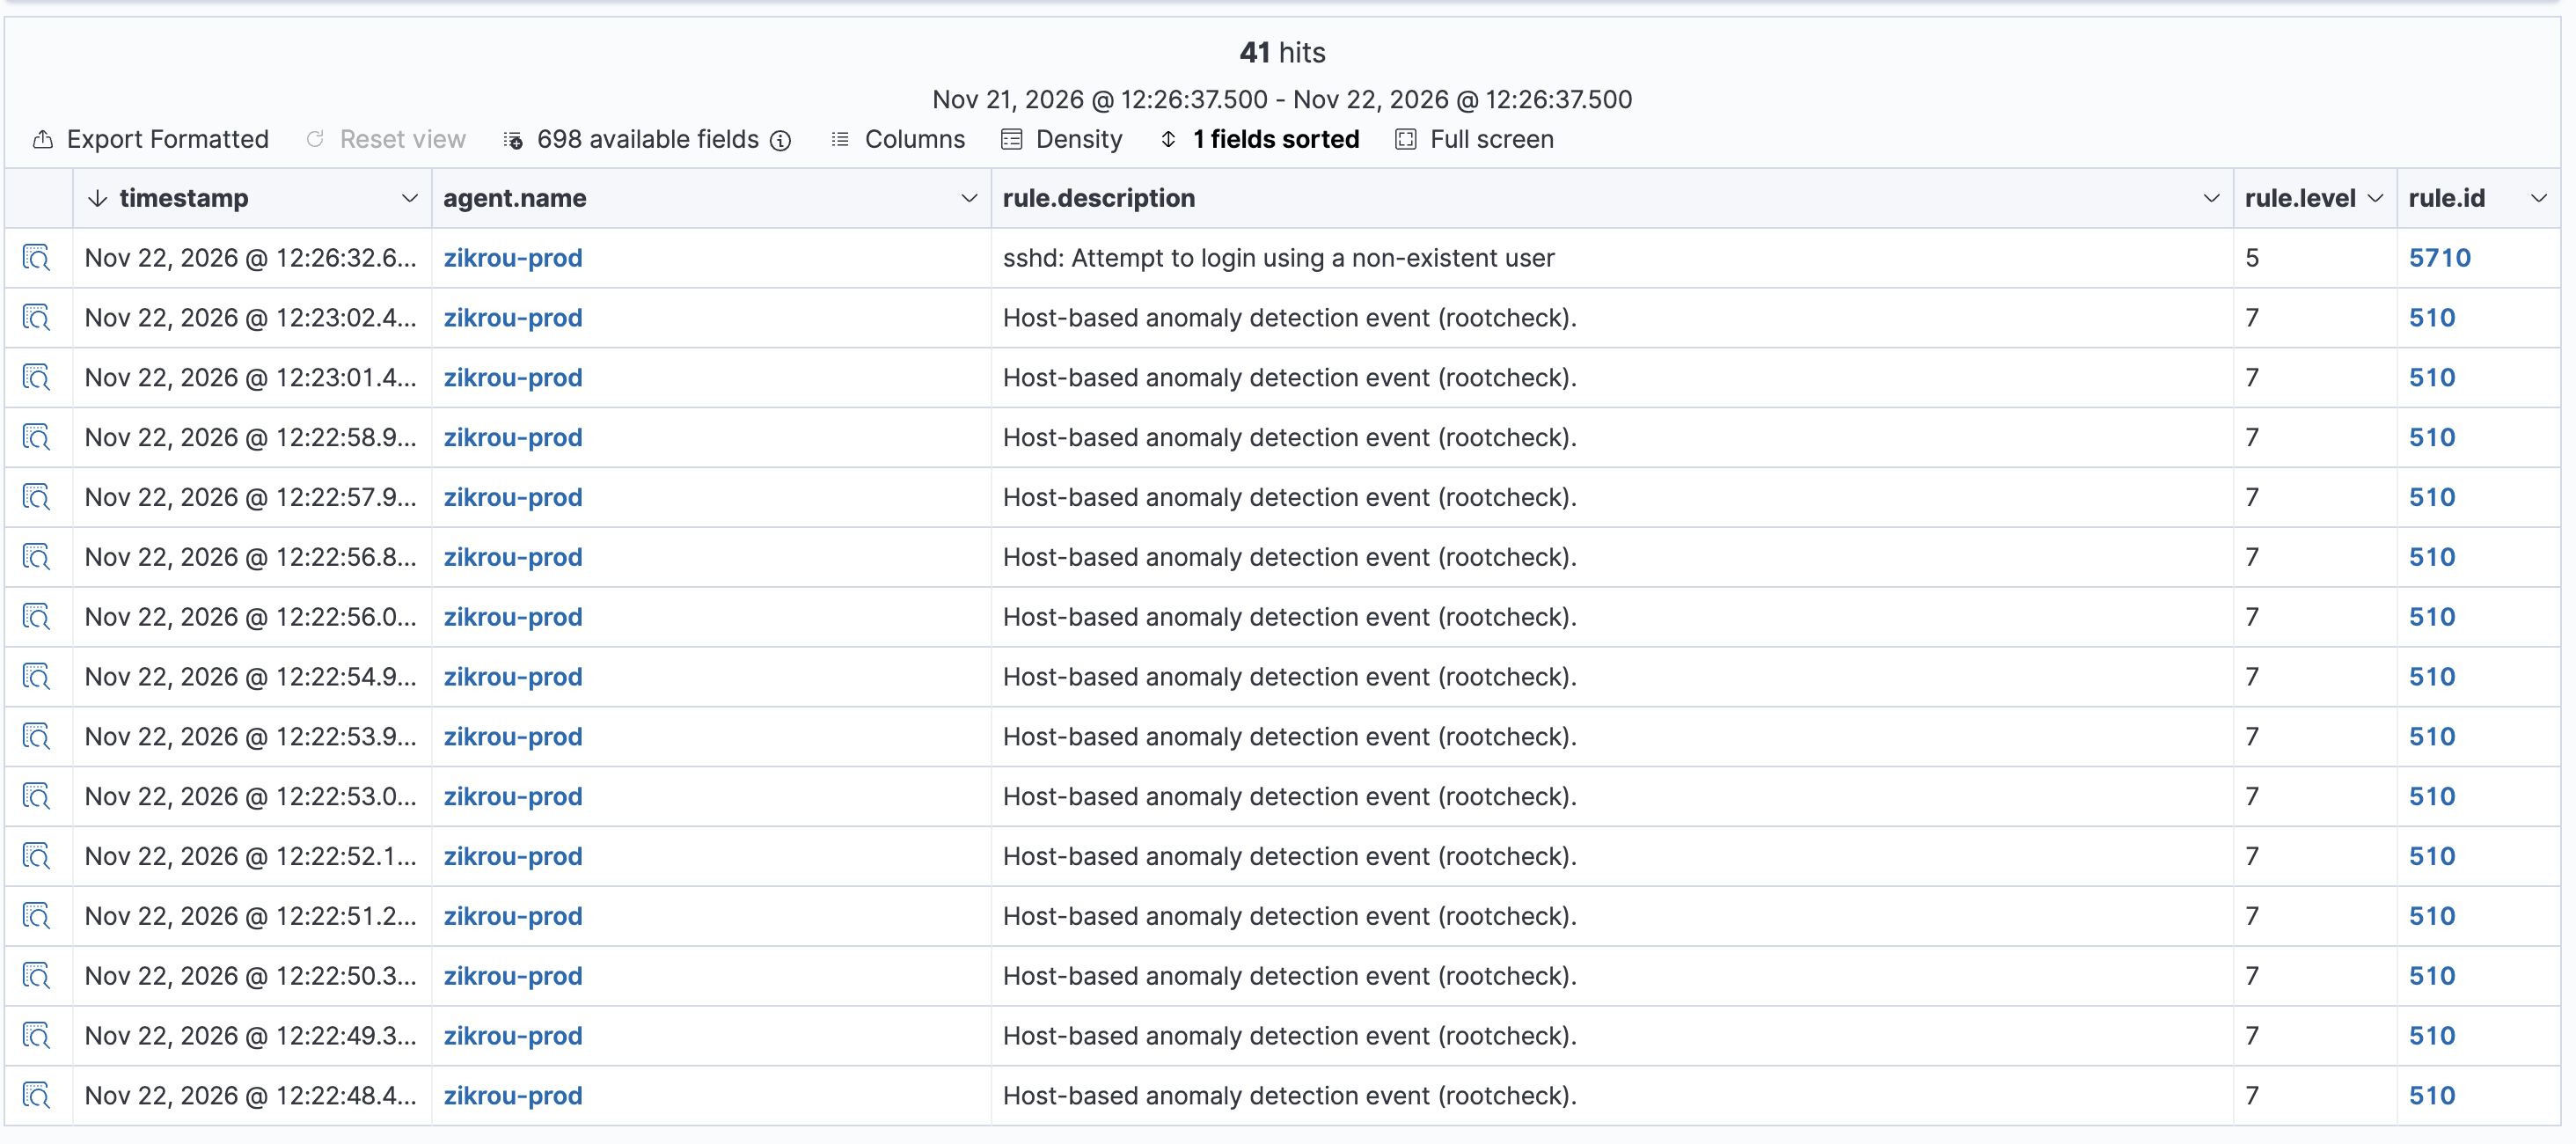 41 hits
Nov 21, 2026 @ 12:26:37.500 - Nov 22, 2026 @ 12:26:37.500
Export Formatted Reset view 698 available fields Columns Density 1 fields sorted Full screen
timestamp agent.name rule.description rule.level rule.id
Nov 22, 2026 @ 12:26:32.6... zikrou-prod sshd: Attempt to login using a non-existent user 5 5710
Nov 22, 2026 @ 12:23:02.4... zikrou-prod Host-based anomaly detection event (rootcheck). 7 510
Nov 22, 2026 @ 12:23:01.4... zikrou-prod Host-based anomaly detection event (rootcheck). 7 510
Nov 22, 2026 @ 12:22:58.9... zikrou-prod Host-based anomaly detection event (rootcheck). 7 510
Nov 22, 2026 @ 12:22:57.9... zikrou-prod Host-based anomaly detection event (rootcheck). 7 510
Nov 22, 2026 @ 12:22:56.8... zikrou-prod Host-based anomaly detection event (rootcheck). 7 510
Nov 22, 2026 @ 12:22:56.0... zikrou-prod Host-based anomaly detection event (rootcheck). 7 510
Nov 22, 2026 @ 12:22:54.9... zikrou-prod Host-based anomaly detection event (rootcheck). 7 510
Nov 22, 2026 @ 12:22:53.9... zikrou-prod Host-based anomaly detection event (rootcheck). 7 510
Nov 22, 2026 @ 12:22:53.0... zikrou-prod Host-based anomaly detection event (rootcheck). 7 510
Nov 22, 2026 @ 12:22:52.1... zikrou-prod Host-based anomaly detection event (rootcheck). 7 510
Nov 22, 2026 @ 12:22:51.2... zikrou-prod Host-based anomaly detection event (rootcheck). 7 510
Nov 22, 2026 @ 12:22:50.3... zikrou-prod Host-based anomaly detection event (rootcheck). 7 510
Nov 22, 2026 @ 12:22:49.3... zikrou-prod Host-based anomaly detection event (rootcheck). 7 510
Nov 22, 2026 @ 12:22:48.4... zikrou-prod Host-based anomaly detection event (rootcheck). 7 510